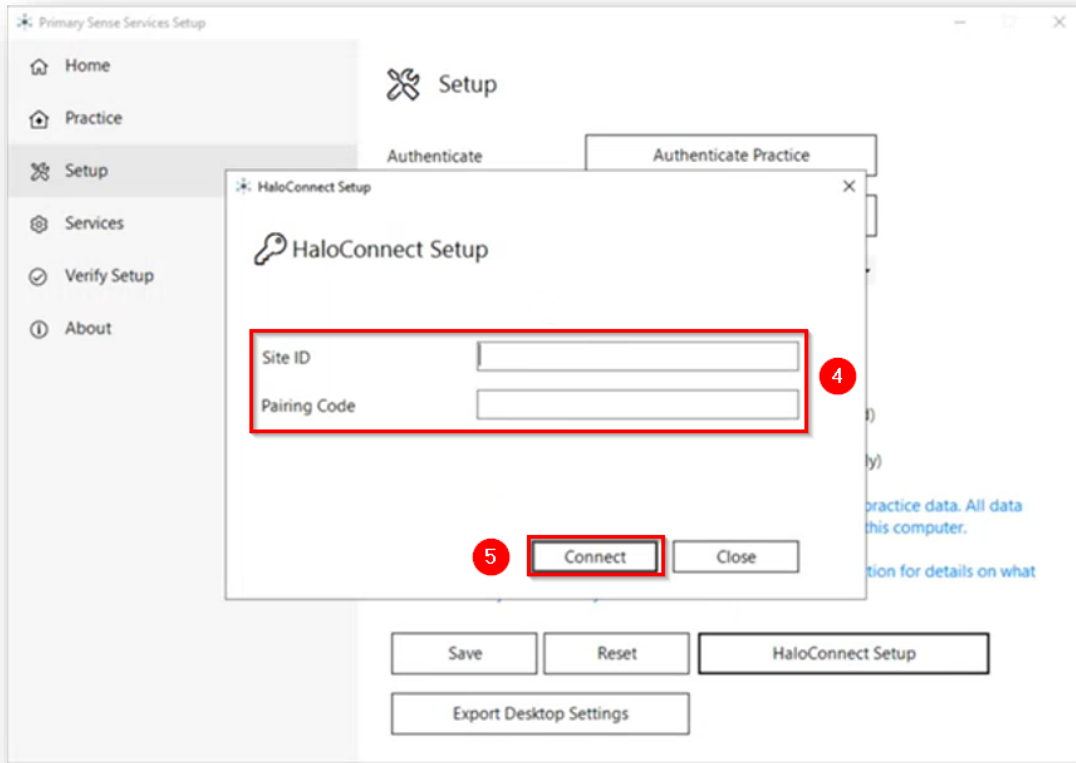 Primary Sense Services Setup
Home
Practice
Setup
Services
Verify Setup
About
Setup
Authenticate
Authenticate Practice
HaloConnect Setup
HaloConnect Setup
Site ID
Pairing Code
4
5
Connect
Close
practice data. All data
this computer.
for details on what
Save
Reset
HaloConnect Setup
Export Desktop Settings